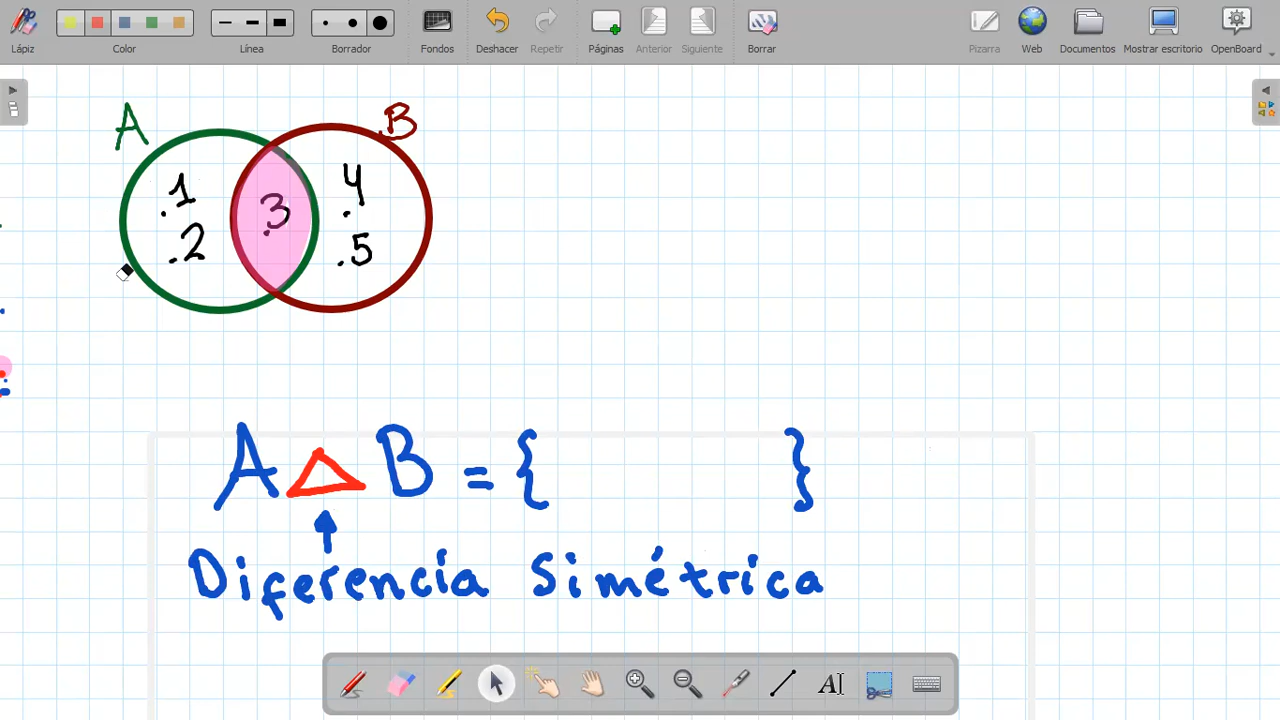 Lápiz Color Línea Borrador Fondos Deshacer Repetir Páginas Anterior Siguiente Borrar Pizarra Web Documentos Mostrar escritorio OpenBoard
A B
.1 .3 .4
.2 .5
A △ B = { }
Diferencia Simétrica